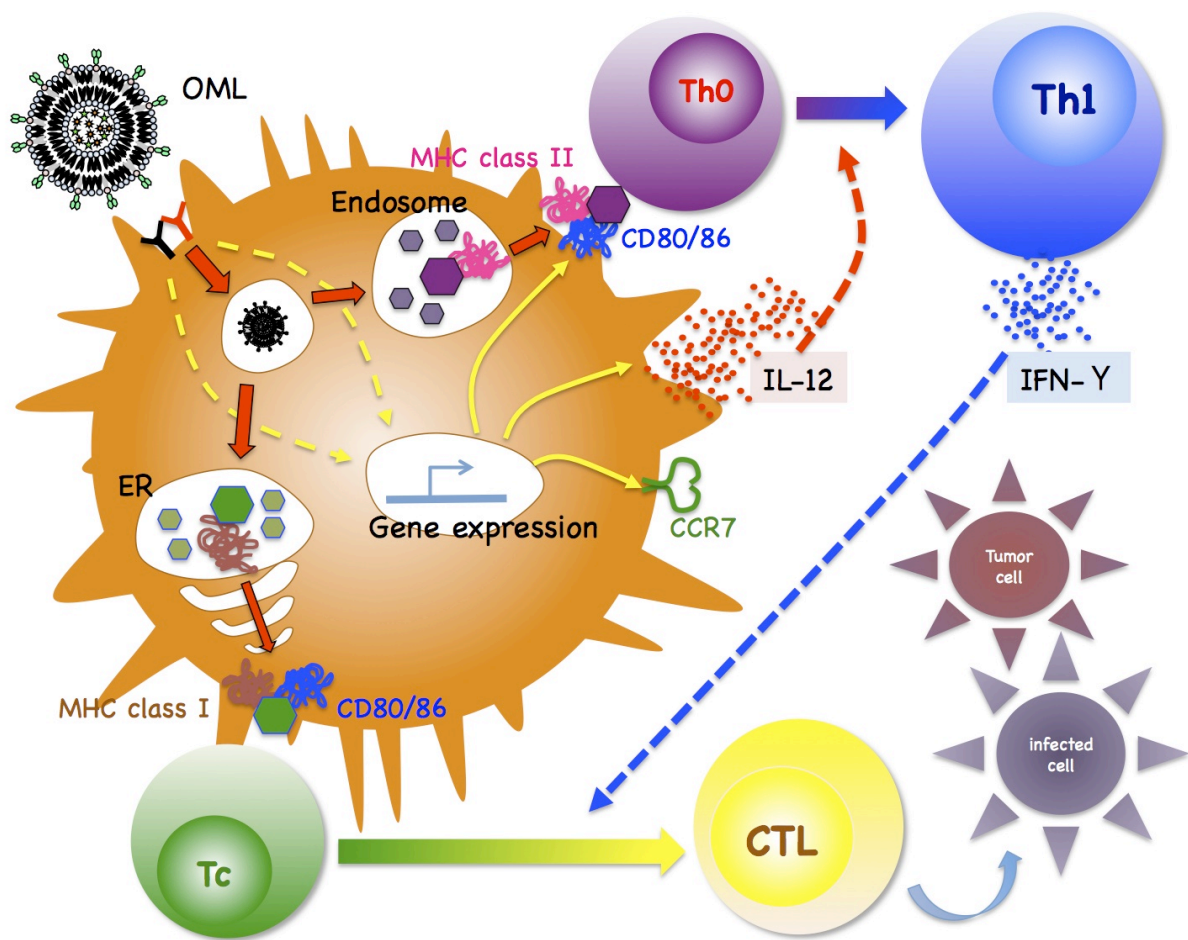 OML
Th0
Th1
MHC class II
Endosome
CD80/86
IL-12
IFN-Y
ER
Gene expression
CCR7
Tumor
cell
MHC class I
CD80/86
infected
cell
Tc
CTL